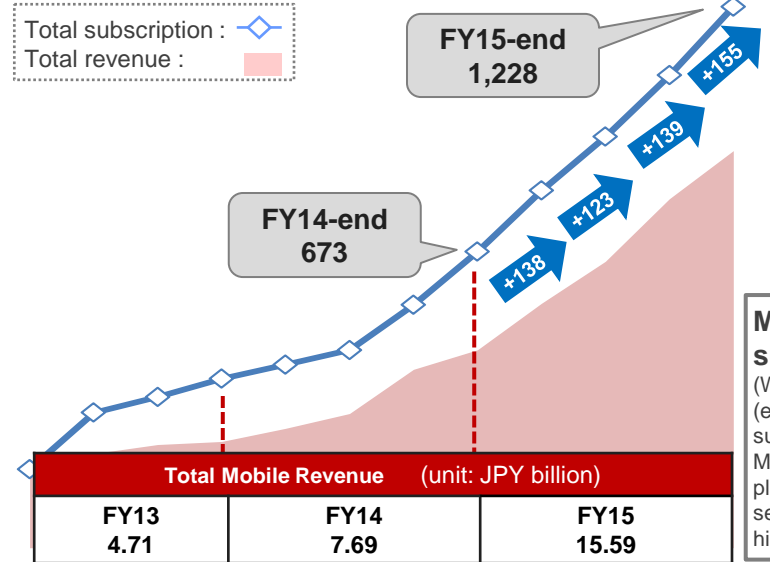 Total subscription :
Total revenue :
FY15-end
1,228
+155
+139
+123
+138
FY14-end
673
Total Mobile Revenue (unit: JPY billion)
FY13 FY14 FY15
4.71 7.69 15.59